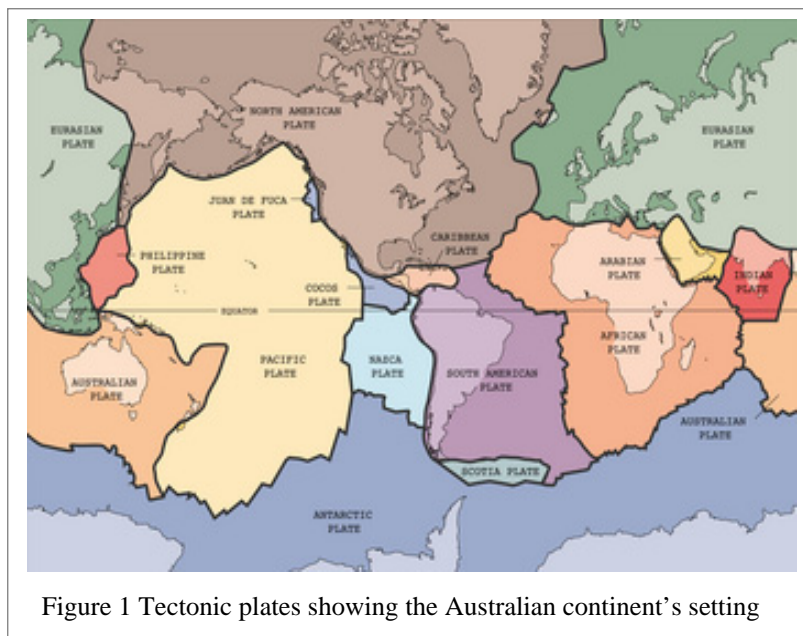 NORTH AMERICAN
PLATE
EURASIAN
PLATE
EURASIAN
PLATE
JUAN DE FUCA
PLATE
CARIBBEAN
PLATE
PHILIPPINE
PLATE
ARABIAN
PLATE
INDIAN
PLATE
COCOS
PLATE
EQUATOR
AFRICAN
PLATE
PACIFIC
PLATE
NASCA
PLATE
SOUTH AMERICAN
PLATE
AUSTRALIAN
PLATE
AUSTRALIAN
PLATE
SCOTIA PLATE
ANTARCTIC
PLATE
Figure 1 Tectonic plates showing the Australian continent’s setting